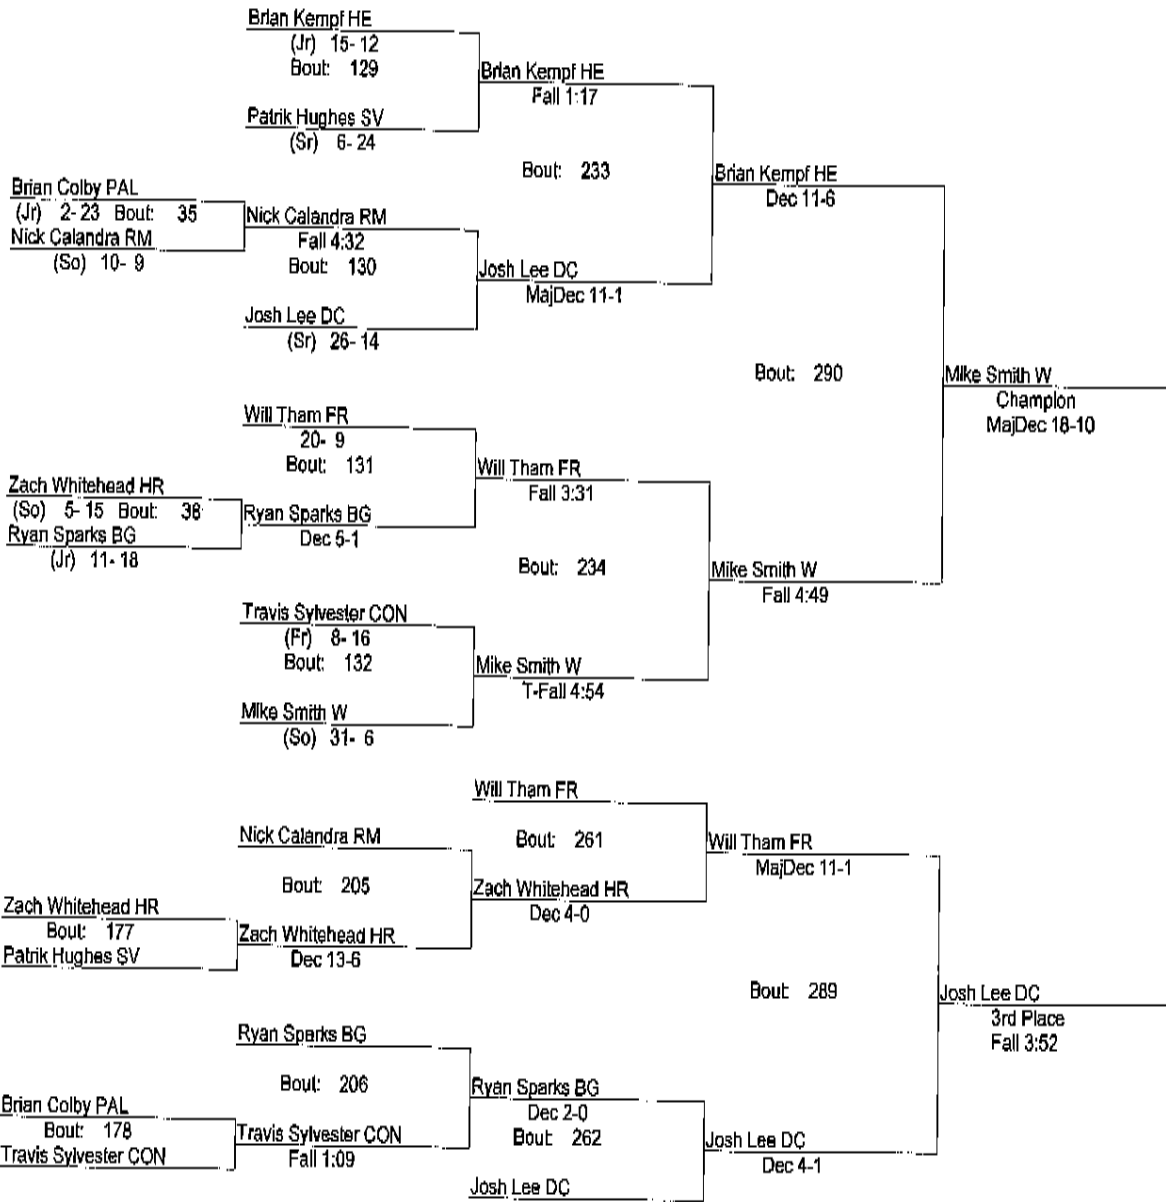 Brian Kempf HE
(Jr) 15- 12
Bout: 129
Brian Kempf HE
Fall 1:17
Patrik Hughes SV
(Sr) 6- 24
Bout: 233
Brian Kempf HE
Dec 11-6
Brian Colby PAL
(Jr) 2- 23 Bout: 35
Nick Calandra RM
(So) 10- 9
Nick Calandra RM
Fall 4:32
Bout: 130
Josh Lee DC
MajDec 11-1
Josh Lee DC
(Sr) 26- 14
Bout: 290
Mike Smith W
Champion
MajDec 18-10
Will Tham FR
20- 9
Bout: 131
Will Tham FR
Fall 3:31
Zach Whitehead HR
(So) 5- 15 Bout: 36
Ryan Sparks BG
(Jr) 11- 18
Ryan Sparks BG
Dec 5-1
Bout: 234
Mike Smith W
Fall 4:49
Travis Sylvester CON
(Fr) 8- 16
Bout: 132
Mike Smith W
T-Fall 4:54
Mike Smith W
(So) 31- 6
Will Tham FR
Bout: 261
Will Tham FR
MajDec 11-1
Nick Calandra RM
Bout: 205
Zach Whitehead HR
Dec 4-0
Zach Whitehead HR
Bout: 177
Patrik Hughes SV
Zach Whitehead HR
Dec 13-6
Bout: 289
Josh Lee DC
3rd Place
Fall 3:52
Ryan Sparks BG
Bout: 206
Ryan Sparks BG
Dec 2-0
Bout: 262
Brian Colby PAL
Bout: 178
Travis Sylvester CON
Travis Sylvester CON
Fall 1:09
Josh Lee DC
Dec 4-1
Josh Lee DC